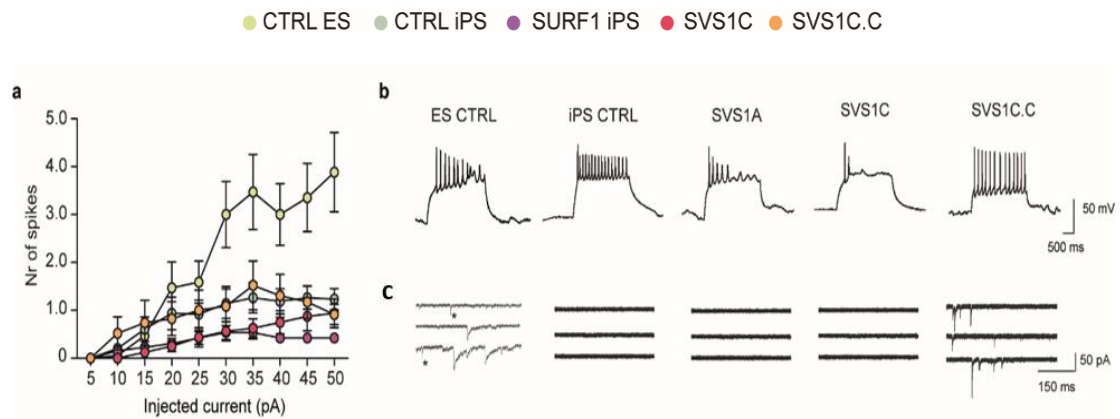 CTRL ES CTRL iPS SURF1 iPS SVS1C SVS1C.C
a
5.0
4.0
3.0
2.0
1.0
0
Nr of spikes
5 10 15 20 25 30 35 40 45 50
Injected current (pA)
b
ES CTRL iPS CTRL SVS1A SVS1C SVS1C.C
50 mV
500 ms
c
*
*
50 pA
150 ms